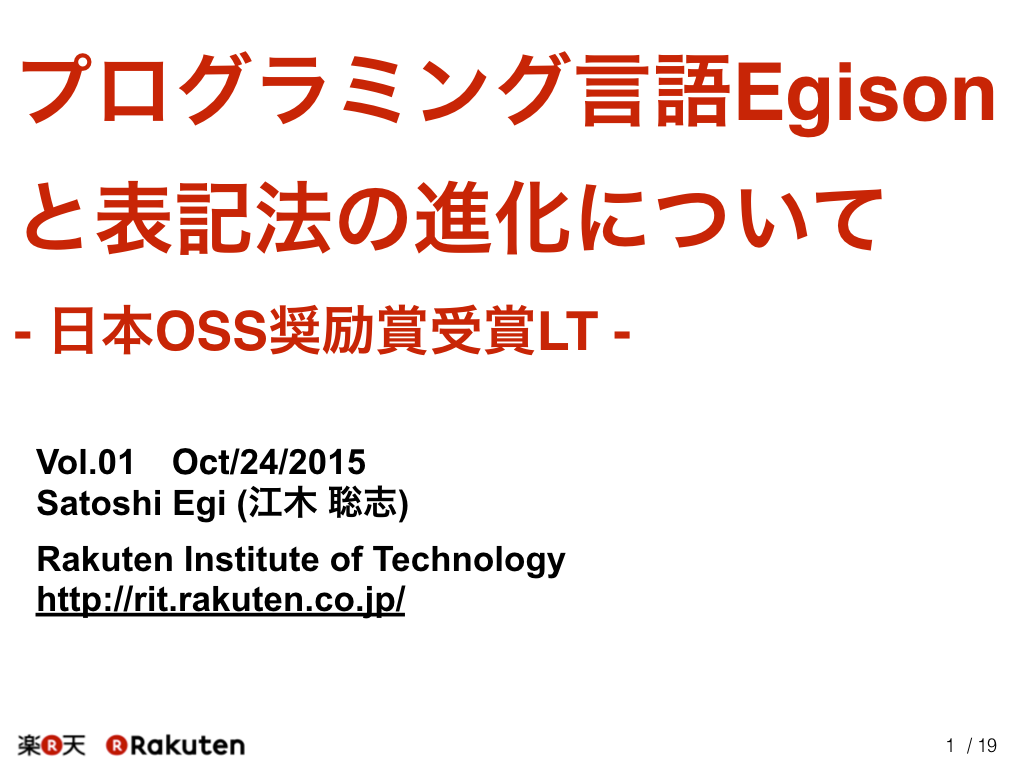 プログラミング言語Egison
と表記法の進化について
- 日本OSS奨励賞受賞LT -
Vol.01 Oct/24/2015
Satoshi Egi (江木 聡志)
Rakuten Institute of Technology
http://rit.rakuten.co.jp/
楽R天 R Rakuten
1 / 19